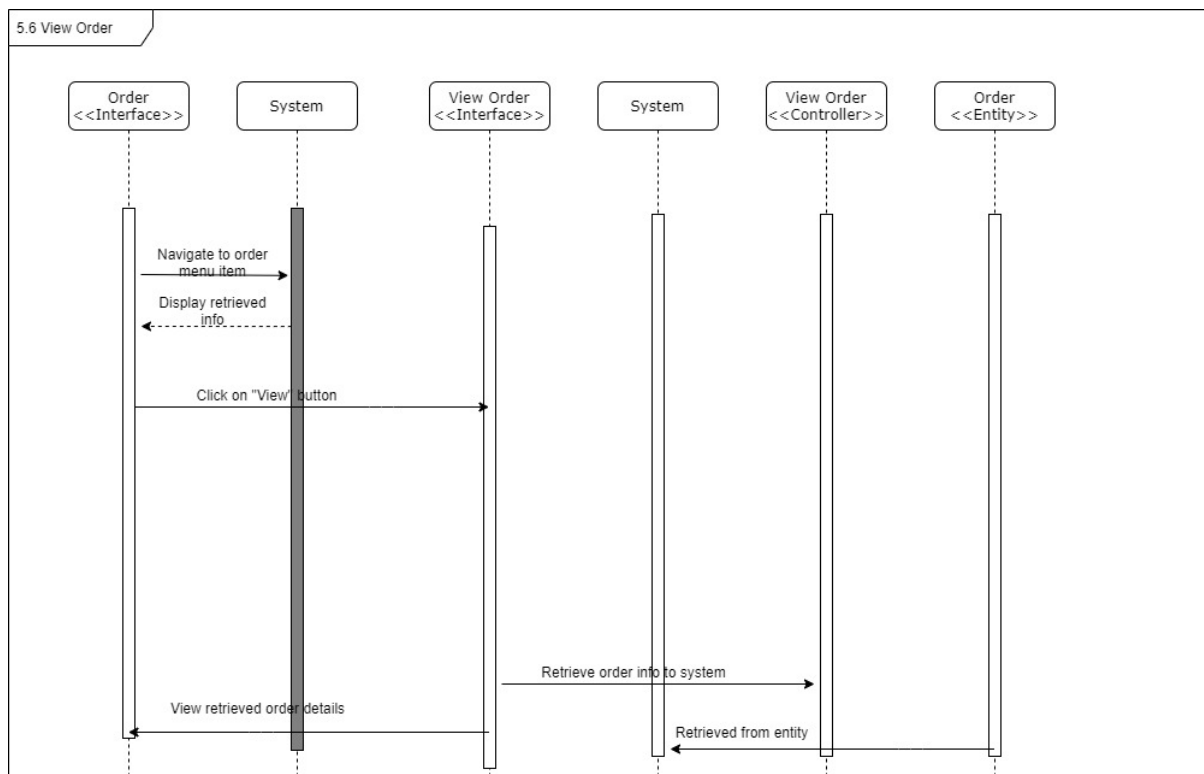 5.6 View Order
Order
<<Interface>>
System
View Order
<<Interface>>
System
View Order
<<Controller>>
Order
<<Entity>>
Navigate to order
menu item
Display retrieved
info
Click on "View" button
Retrieve order info to system
View retrieved order details
Retrieved from entity